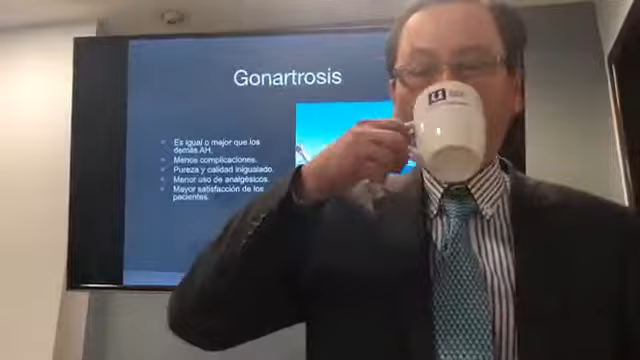 Gonartrosis
Es igual o mejor que los
demás AH.
Menos complicaciones.
Pureza y calidad inigualado.
Menor uso de analgésicos.
Mayor satisfacción de los
pacientes.